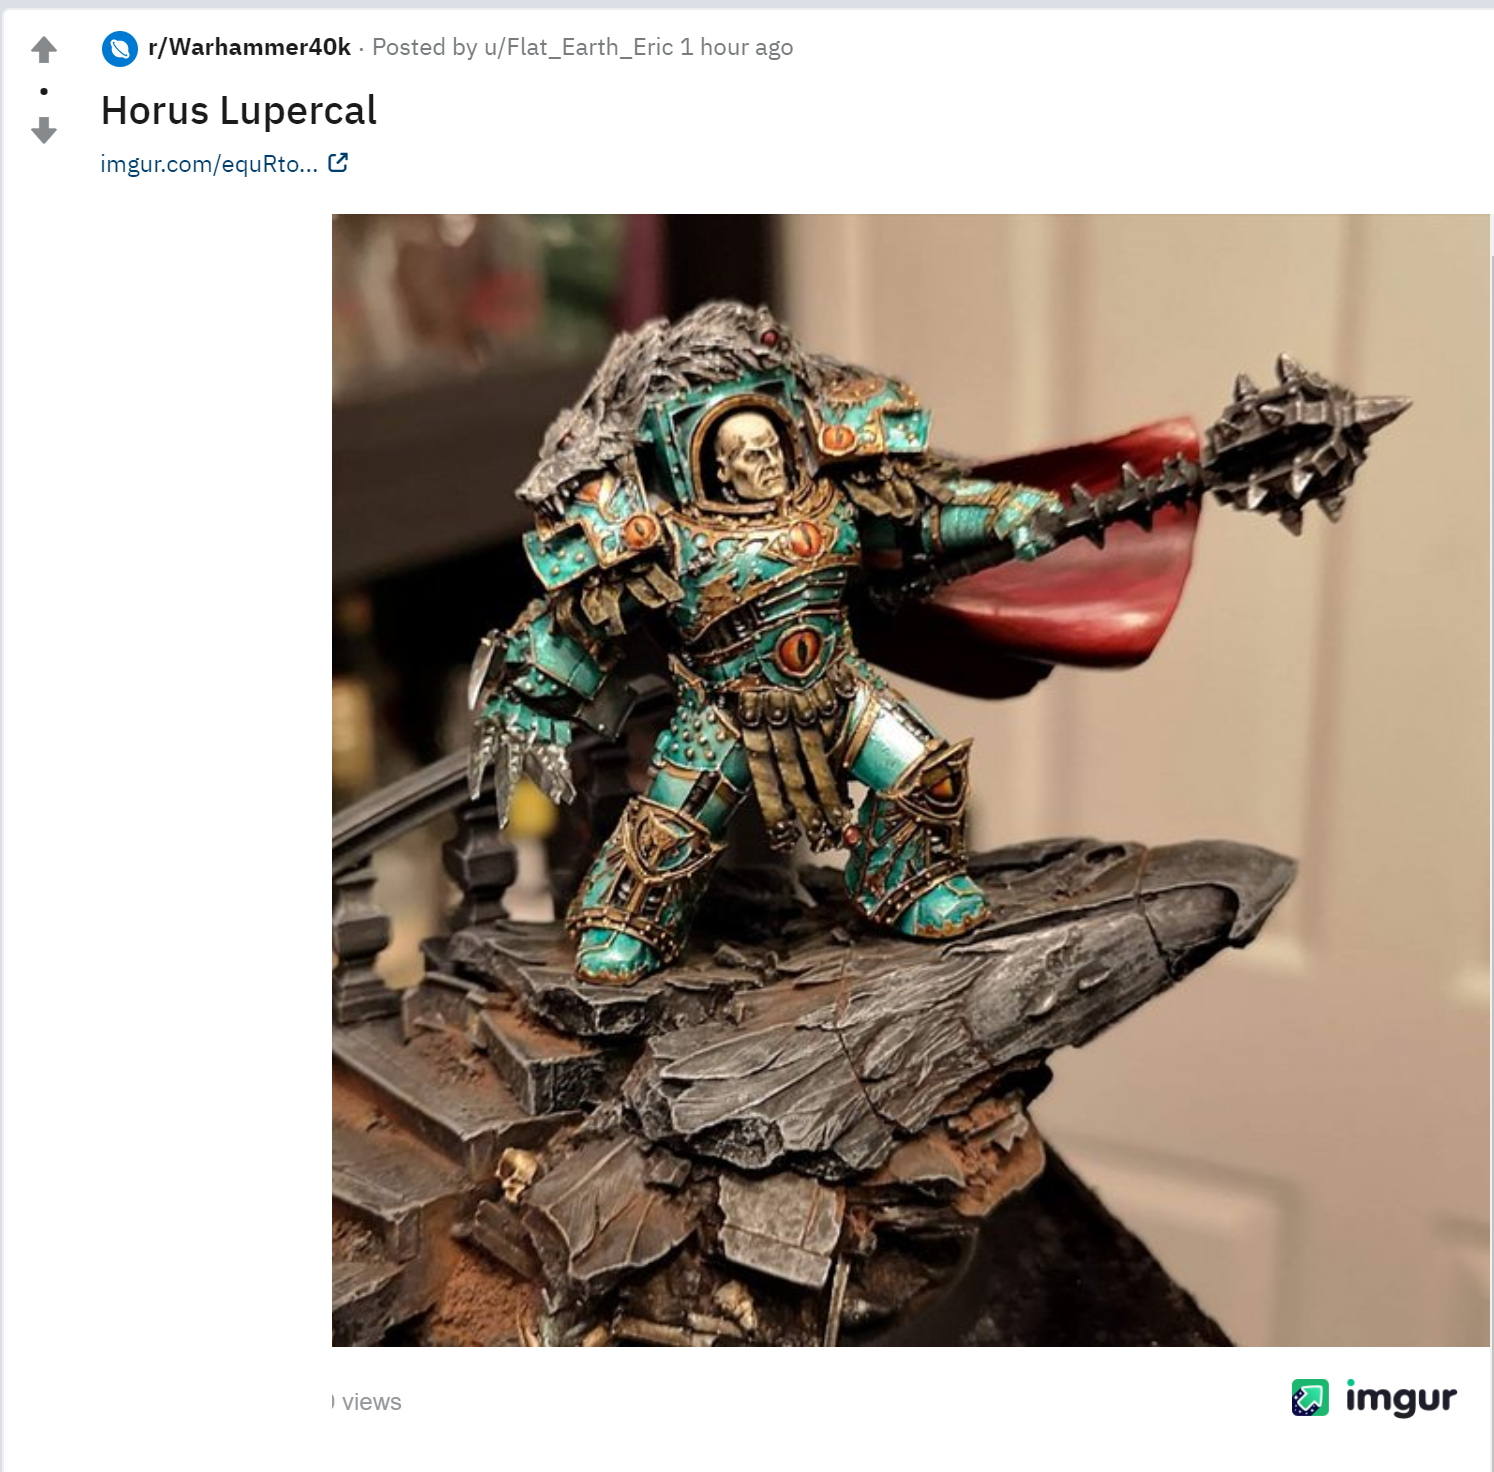 r/Warhammer40k · Posted by u/Flat_Earth_Eric 1 hour ago
Horus Lupercal
imgur.com/equRto...
views
imgur